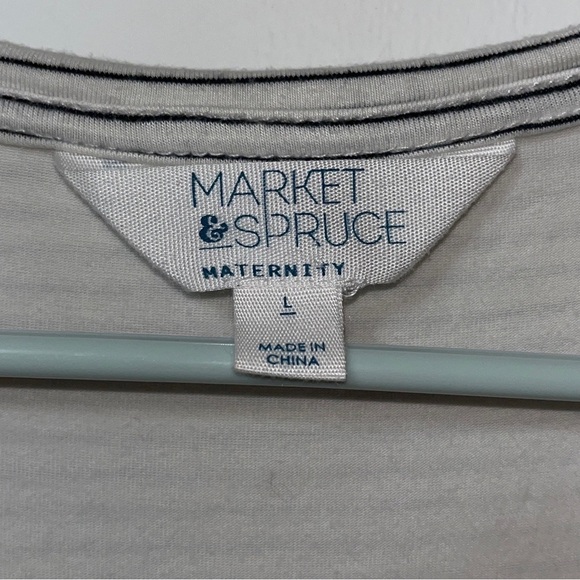 MARKET
& SPRUCE
MATERNITY
L
MADE IN
CHINA